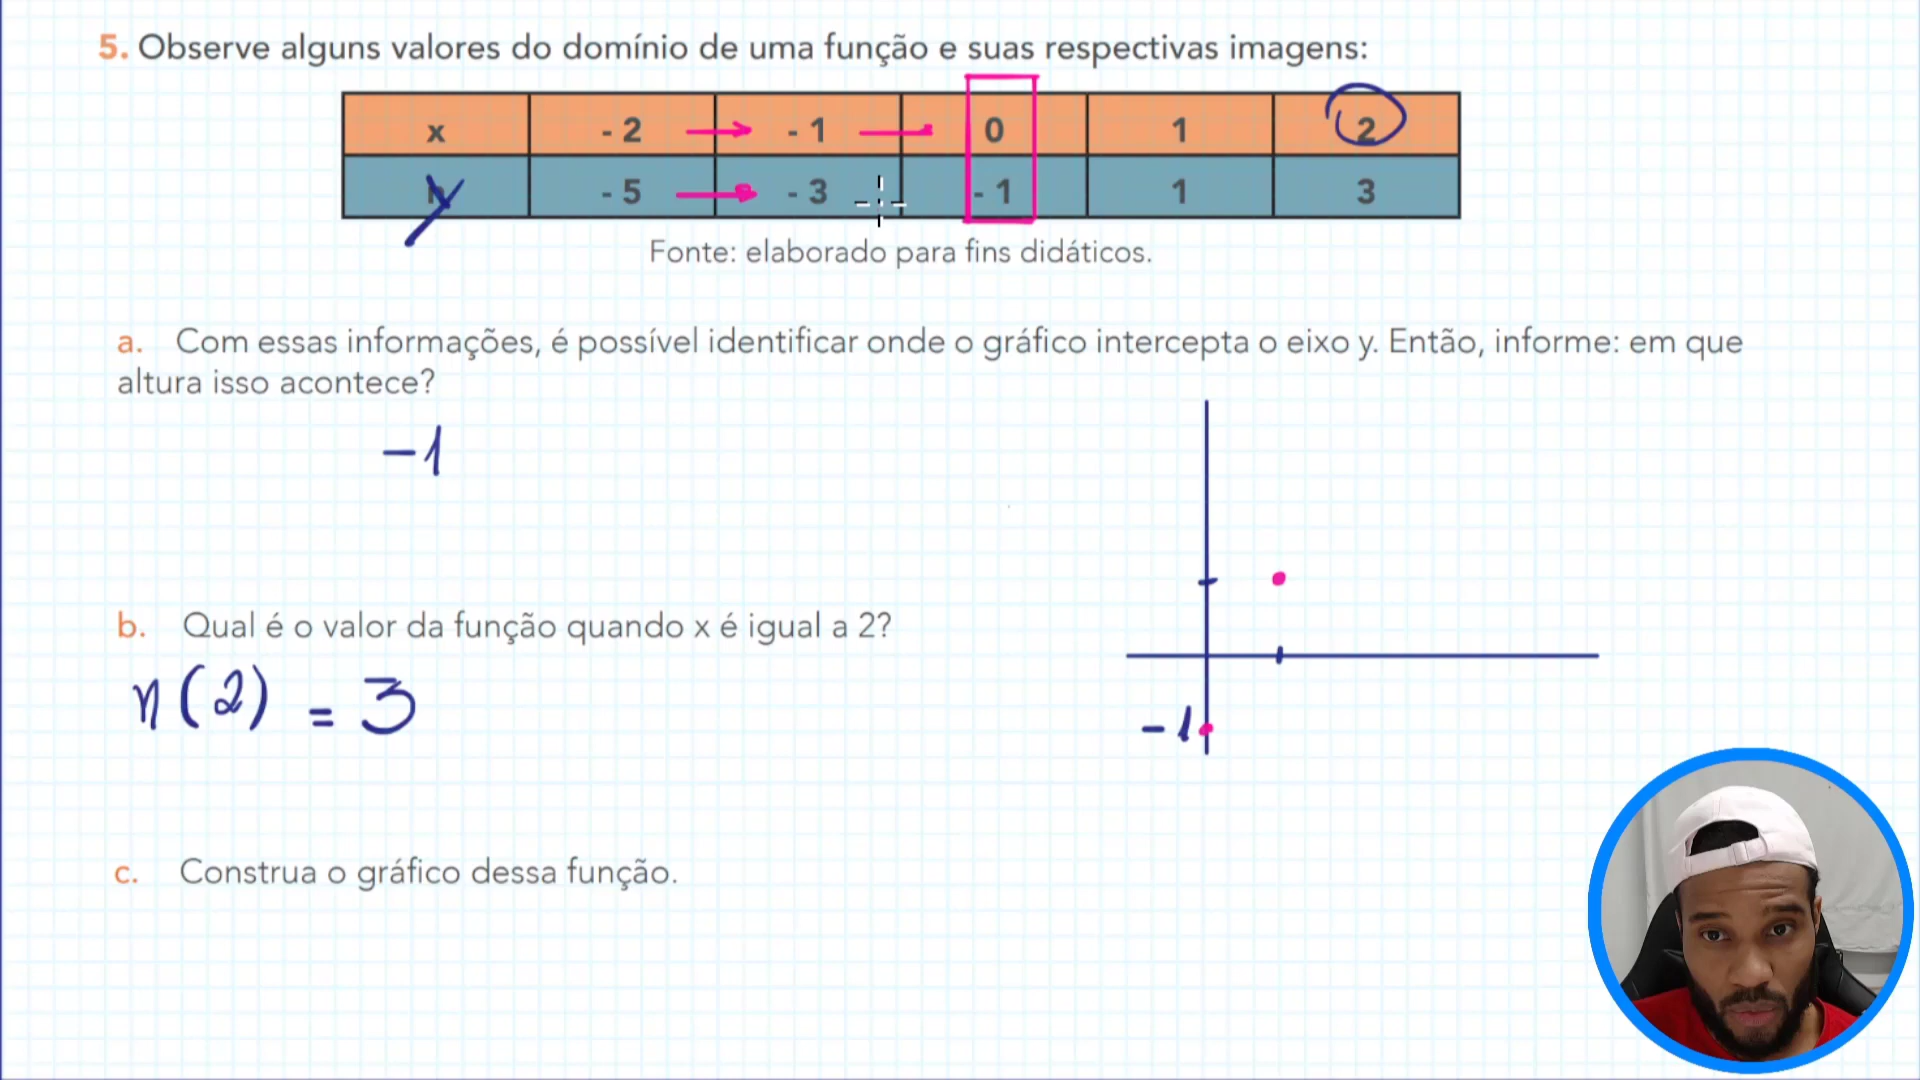 5. Observe alguns valores do domínio de uma função e suas respectivas imagens:
x - 2 - 1 0 1 2
- 5 - 3 - 1 1 3
Fonte: elaborado para fins didáticos.
a. Com essas informações, é possível identificar onde o gráfico intercepta o eixo y. Então, informe: em que
altura isso acontece?
-1
b. Qual é o valor da função quando x é igual a 2?
n(2) = 3
-1
c. Construa o gráfico dessa função.